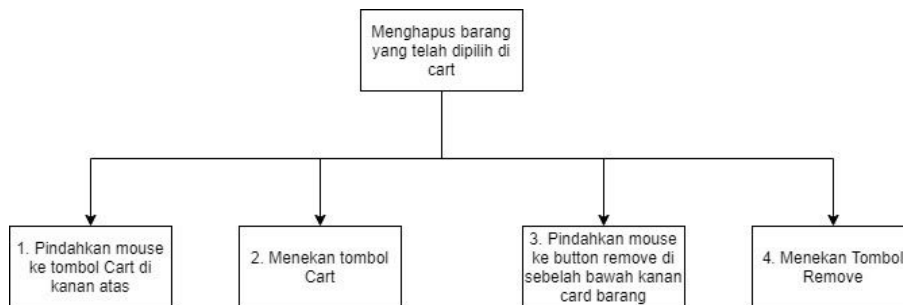 Menghapus barang
yang telah dipilih di
cart
1. Pindahkan mouse
ke tombol Cart di
kanan atas
2. Menekan tombol
Cart
3. Pindahkan mouse
ke button remove di
sebelah bawah kanan
card barang
4. Menekan Tombol
Remove